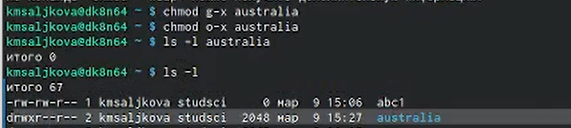 kmsaljkova@dk8n64 ~ $ chmod g-x australia
kmsaljkova@dk8n64 ~ $ chmod o-x australia
kmsaljkova@dk8n64 ~ $ ls -l australia
итого 0
kmsaljkova@dk8n64 ~ $ ls -l
итого 67
-rw-rw-r-- 1 kmsaljkova studsci 0 мар 9 15:06 abc1
drwxr--r-- 2 kmsaljkova studsci 2048 мар 9 15:27 australia